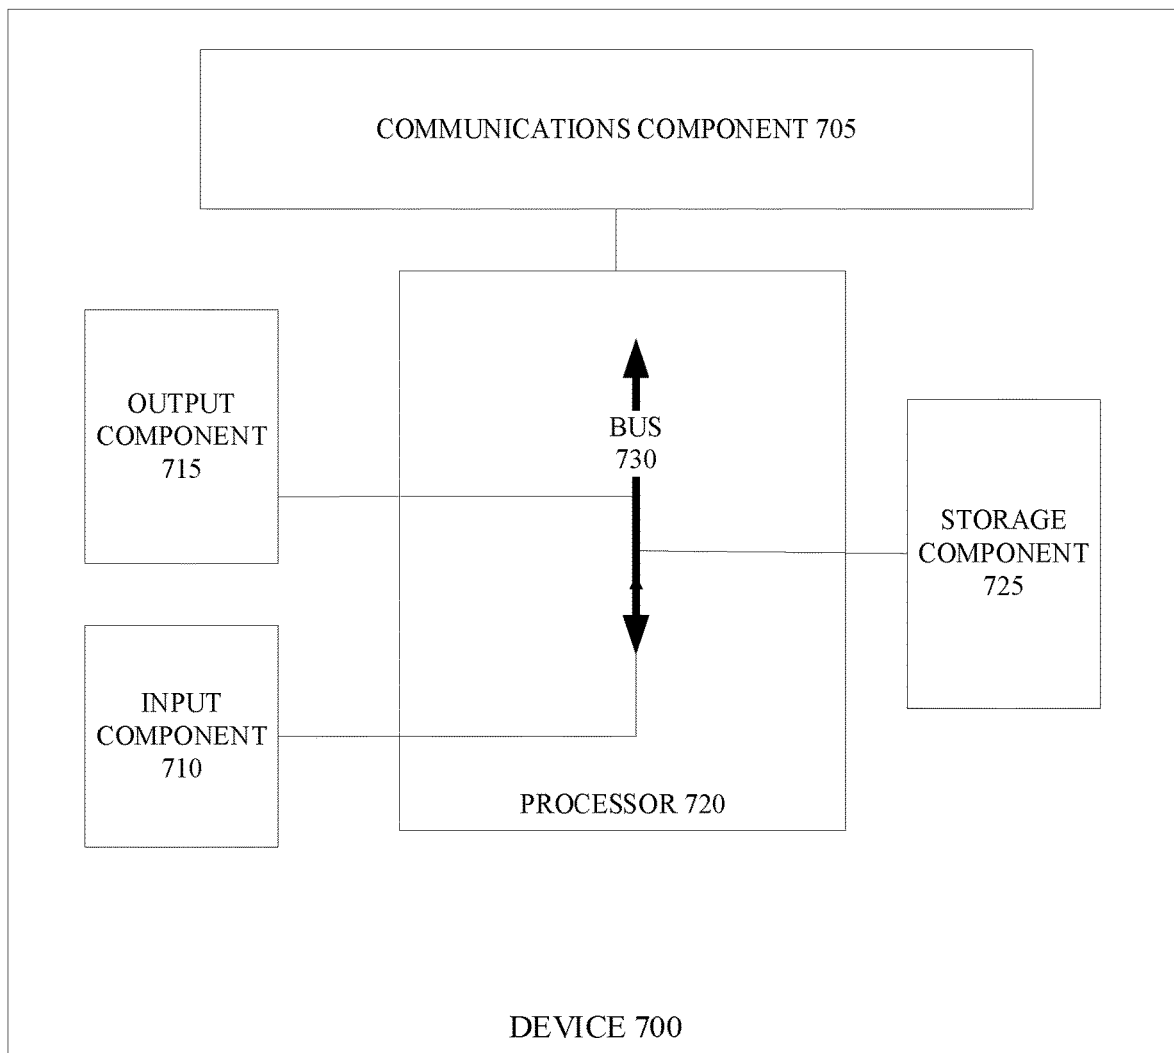 COMMUNICATIONS COMPONENT 705
OUTPUT
COMPONENT
715
BUS
730
STORAGE
COMPONENT
725
INPUT
COMPONENT
710
PROCESSOR 720
DEVICE 700